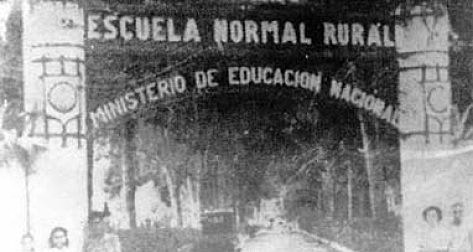 ESCUELA NORMAL RURAL
MINISTERIO DE EDUCACION NACIONAL